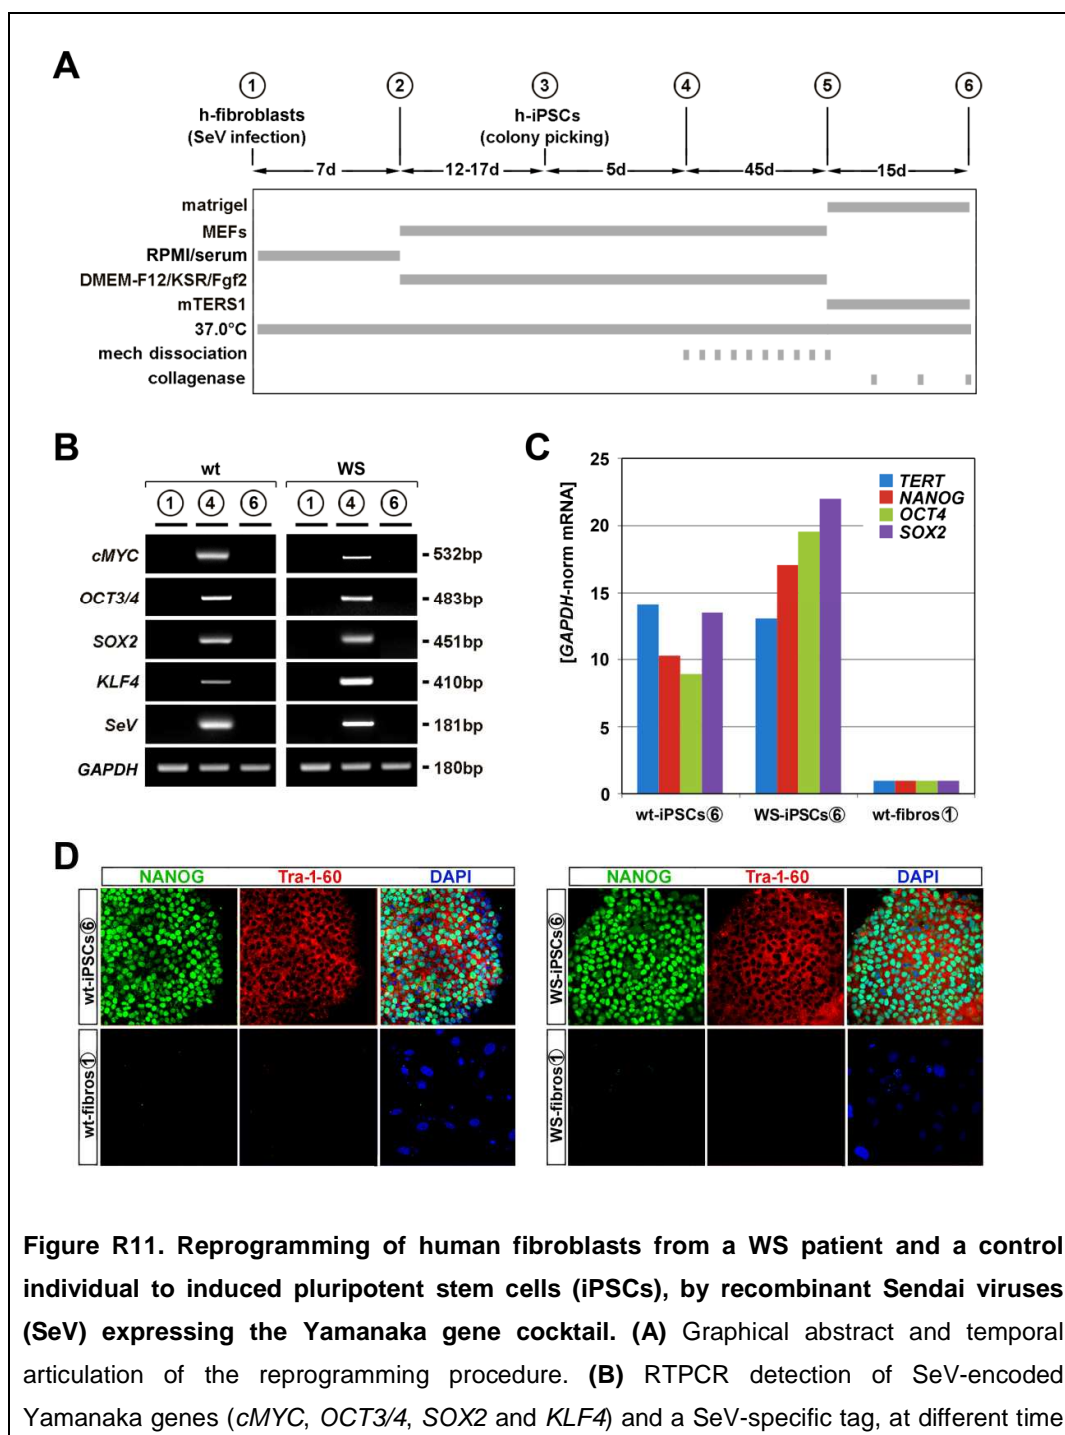 A
① ② ③ ④ ⑤ ⑥
h-fibroblasts h-iPSCs
(SeV infection) (colony picking)
7d 12-17d 5d 45d 15d
matrigel
MEFs
RPMI/serum
DMEM-F12/KSR/Fgf2
mTERS1
37.0°C
mech dissociation
collagenase
B
wt WS
① ④ ⑥ ① ④ ⑥
cMYC - 532bp
OCT3/4 - 483bp
SOX2 - 451bp
KLF4 - 410bp
SeV - 181bp
GAPDH - 180bp
C
[GAPDH-norm mRNA]
25
20
15
10
5
0
TERT
NANOG
OCT4
SOX2
wt-iPSCs⑥ WS-iPSCs⑥ wt-fibros①
D
NANOG Tra-1-60 DAPI NANOG Tra-1-60 DAPI
wt-iPSCs⑥ WS-iPSCs⑥
wt-fibros① WS-fibros①
Figure R11. Reprogramming of human fibroblasts from a WS patient and a control
individual to induced pluripotent stem cells (iPSCs), by recombinant Sendai viruses
(SeV) expressing the Yamanaka gene cocktail. (A) Graphical abstract and temporal
articulation of the reprogramming procedure. (B) RTPCR detection of SeV-encoded
Yamanaka genes (cMYC, OCT3/4, SOX2 and KLF4) and a SeV-specific tag, at different time